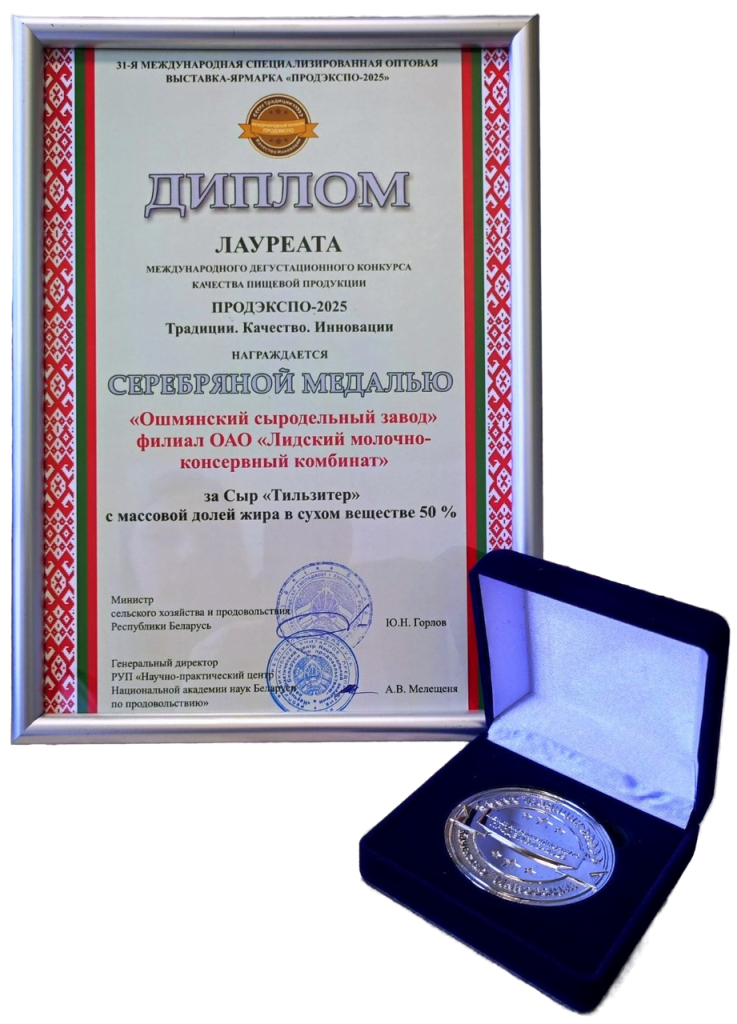 31-Я МЕЖДУНАРОДНАЯ СПЕЦИАЛИЗИРОВАННАЯ ОПТОВАЯ
ВЫСТАВКА-ЯРМАРКА «ПРОДЭКСПО-2025»
ПРОДЭКСПО
ДИПЛОМ
ЛАУРЕАТА
МЕЖДУНАРОДНОГО ДЕГУСТАЦИОННОГО КОНКУРСА
КАЧЕСТВА ПИЩЕВОЙ ПРОДУКЦИИ
ПРОДЭКСПО-2025
Традиции. Качество. Инновации
НАГРАЖДАЕТСЯ
СЕРЕБРЯНОЙ МЕДАЛЬЮ
«Ошмянский сыродельный завод»
филиал ОАО «Лидский молочно-
консервный комбинат»
за Сыр «Тильзитер»
с массовой долей жира в сухом веществе 50 %
Министр
сельского хозяйства и продовольствия
Республики Беларусь
Ю.Н. Горлов
Генеральный директор
РУП «Научно-практический центр
Национальной академии наук Беларуси
по продовольствию»
А.В. Мелещеня